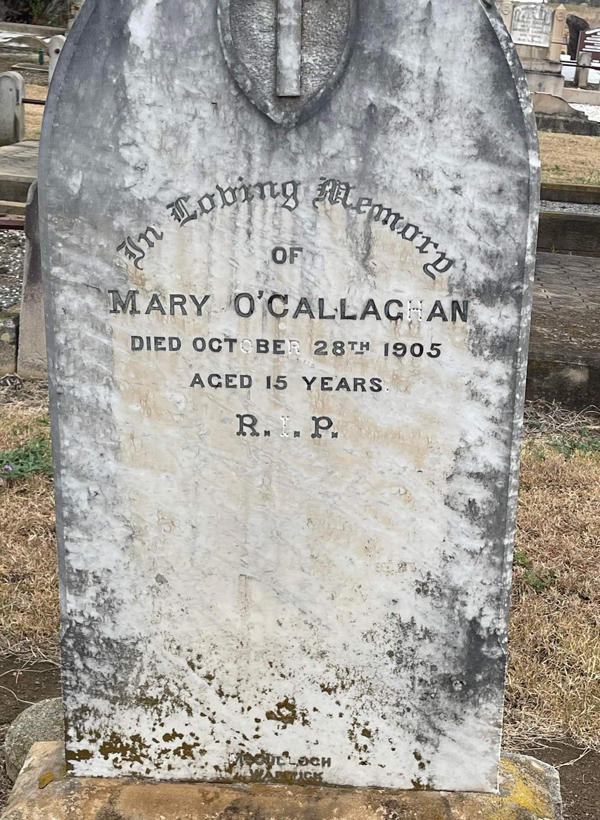 In Loving Memory
OF
MARY O'CALLAGHAN
DIED OCTOBER 28TH 1905
AGED 15 YEARS.
R.I.P.
WARWICK